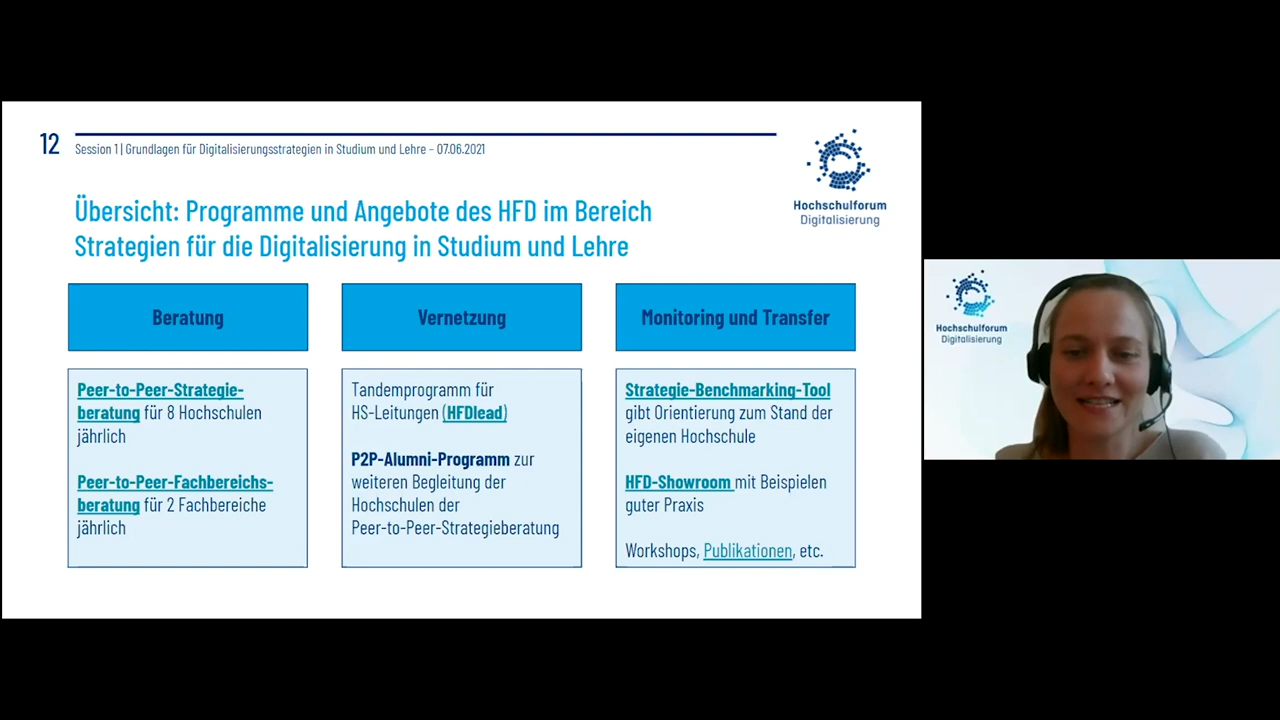 12
Session 1 | Grundlagen für Digitalisierungsstrategien in Studium und Lehre – 07.06.2021
Hochschulforum
Digitalisierung
Übersicht: Programme und Angebote des HFD im Bereich
Strategien für die Digitalisierung in Studium und Lehre
Beratung
Peer-to-Peer-Strategie-
beratung für 8 Hochschulen
jährlich
Peer-to-Peer-Fachbereichs-
beratung für 2 Fachbereiche
jährlich
Vernetzung
Tandemprogramm für
HS-Leitungen (HFDlead)
P2P-Alumni-Programm zur
weiteren Begleitung der
Hochschulen der
Peer-to-Peer-Strategieberatung
Monitoring und Transfer
Strategie-Benchmarking-Tool
gibt Orientierung zum Stand der
eigenen Hochschule
HFD-Showroom mit Beispielen
guter Praxis
Workshops, Publikationen, etc.
Hochschulforum
Digitalisierung